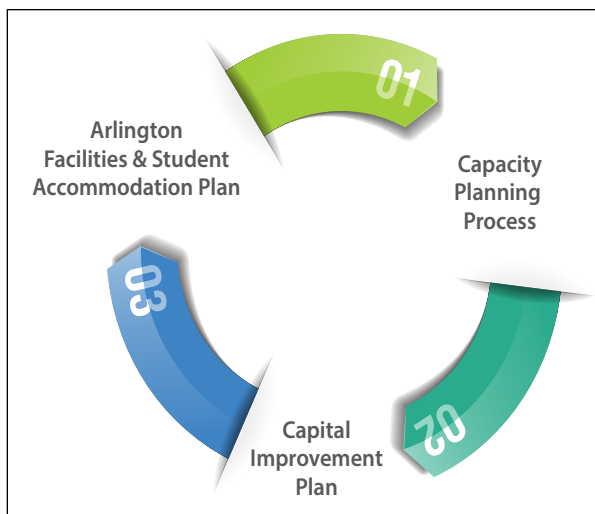 01
Arlington
Facilities & Student
Accommodation Plan
Capacity
Planning
Process
03
02
Capital
Improvement
Plan